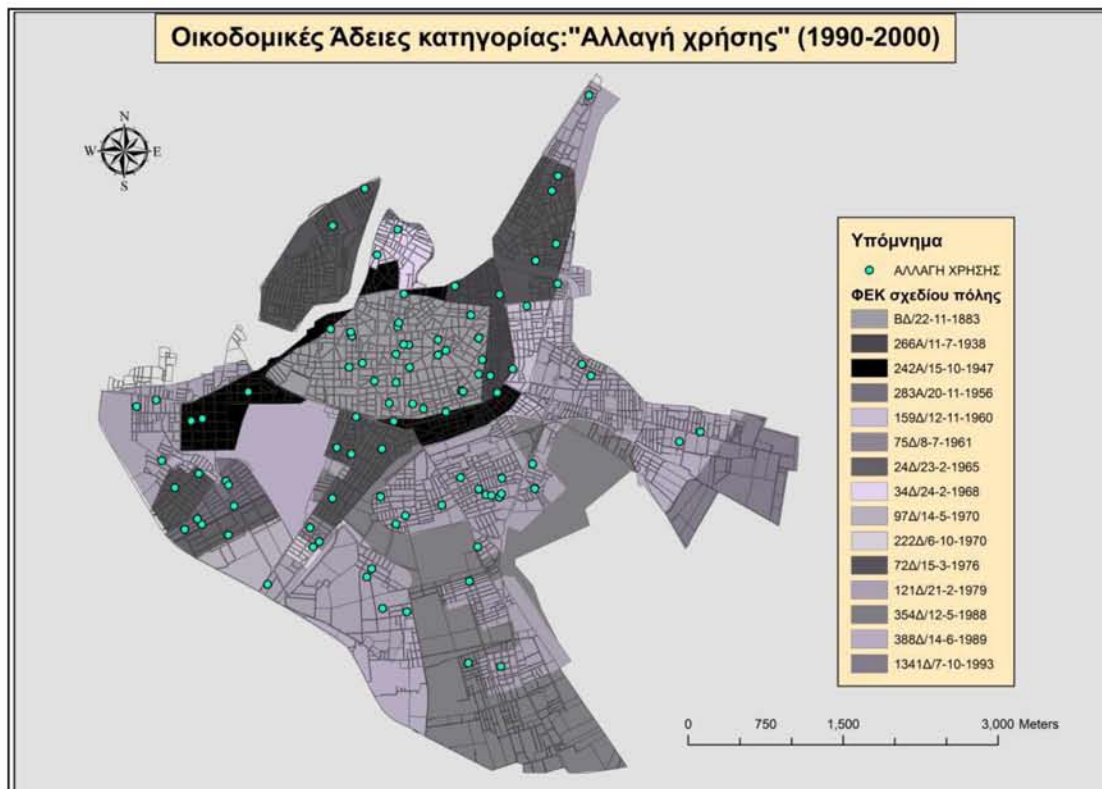 Οικοδομικές Άδειες κατηγορίας:"Αλλαγή χρήσης" (1990-2000)
N
W E
S
Υπόμνημα
ΑΛΛΑΓΗ ΧΡΗΣΗΣ
ΦΕΚ σχεδίου πόλης
ΒΔ/22-11-1883
266Α/11-7-1938
242Α/15-10-1947
283Α/20-11-1956
159Δ/12-11-1960
75Δ/8-7-1961
24Δ/23-2-1965
34Δ/24-2-1968
97Δ/14-5-1970
222Δ/6-10-1970
72Δ/15-3-1976
121Δ/21-2-1979
354Δ/12-5-1988
388Δ/14-6-1989
1341Δ/7-10-1993
0 750 1,500 3,000 Meters